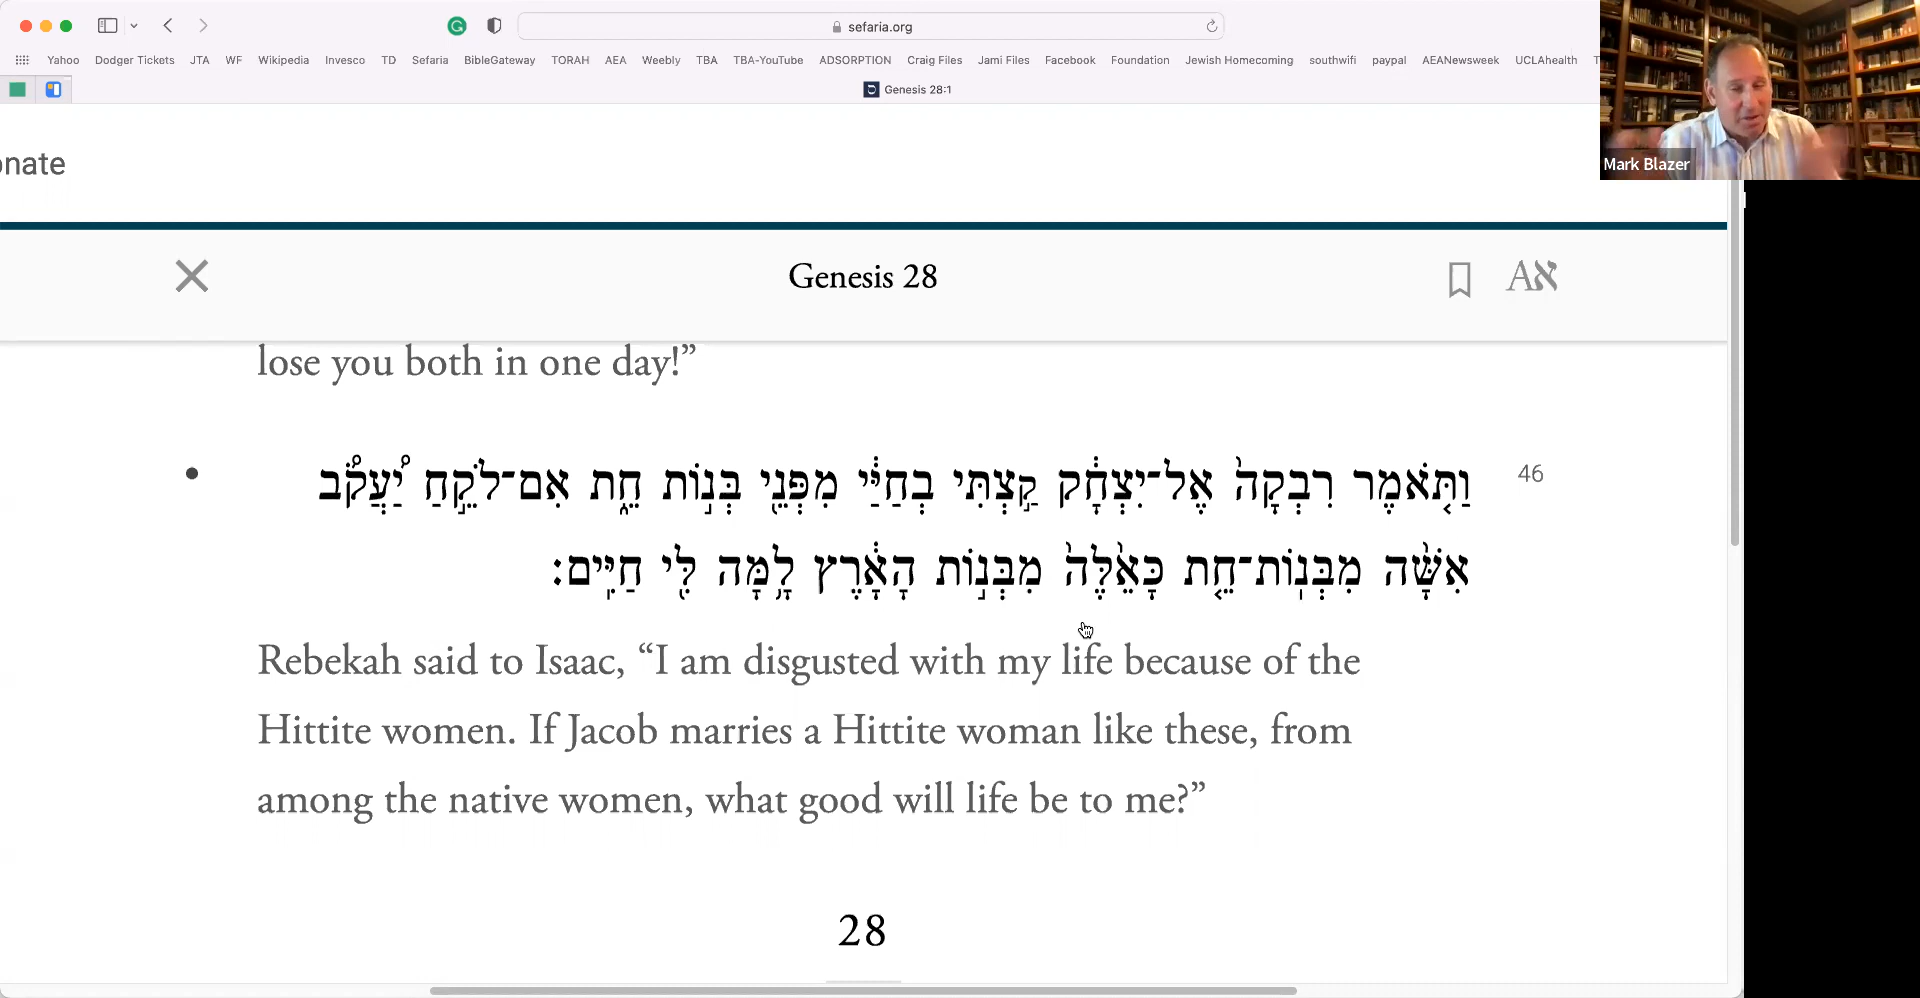 sefaria.org
Yahoo Dodger Tickets JTA WF Wikipedia Invesco TD Sefaria BibleGateway TORAH AEA Weebly TBA TBA-YouTube ADSORPTION Craig Files Jami Files Facebook Foundation Jewish Homecoming southwifi paypal AEANewsweek UCLAhealth
Genesis 28:1
Mark Blazer
onate
Genesis 28
Aא
lose you both in one day!”
46
וַתֹּ֤אמֶר רִבְקָה֙ אֶל־יִצְחָ֔ק קַ֣צְתִּי בְחַיַּ֔י מִפְּנֵ֖י בְּנ֣וֹת חֵ֑ת אִם־לֹקֵ֣חַ יַ֠עֲקֹ֠ב
אִשָּׁ֨ה מִבְּנֽוֹת־חֵ֤ת כָּאֵ֙לֶּה֙ מִבְּנ֣וֹת הָאָ֔רֶץ לָ֥מָּה לִּ֖י חַיִּֽים׃
Rebekah said to Isaac, “I am disgusted with my life because of the
Hittite women. If Jacob marries a Hittite woman like these, from
among the native women, what good will life be to me?”
28